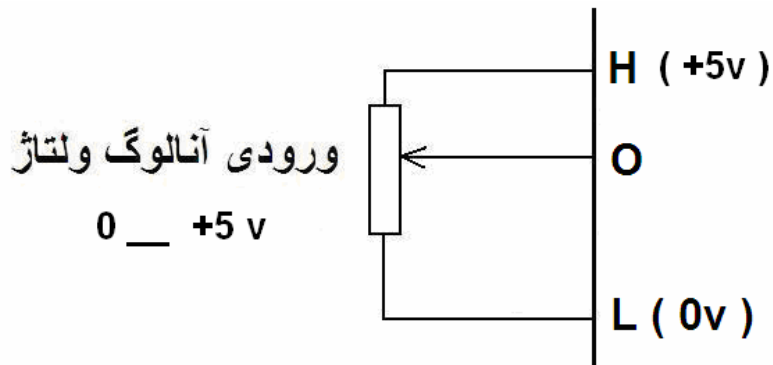 H ( +5v )
ورودی آنالوگ ولتاژ
O
0 __ +5 v
L ( 0v )